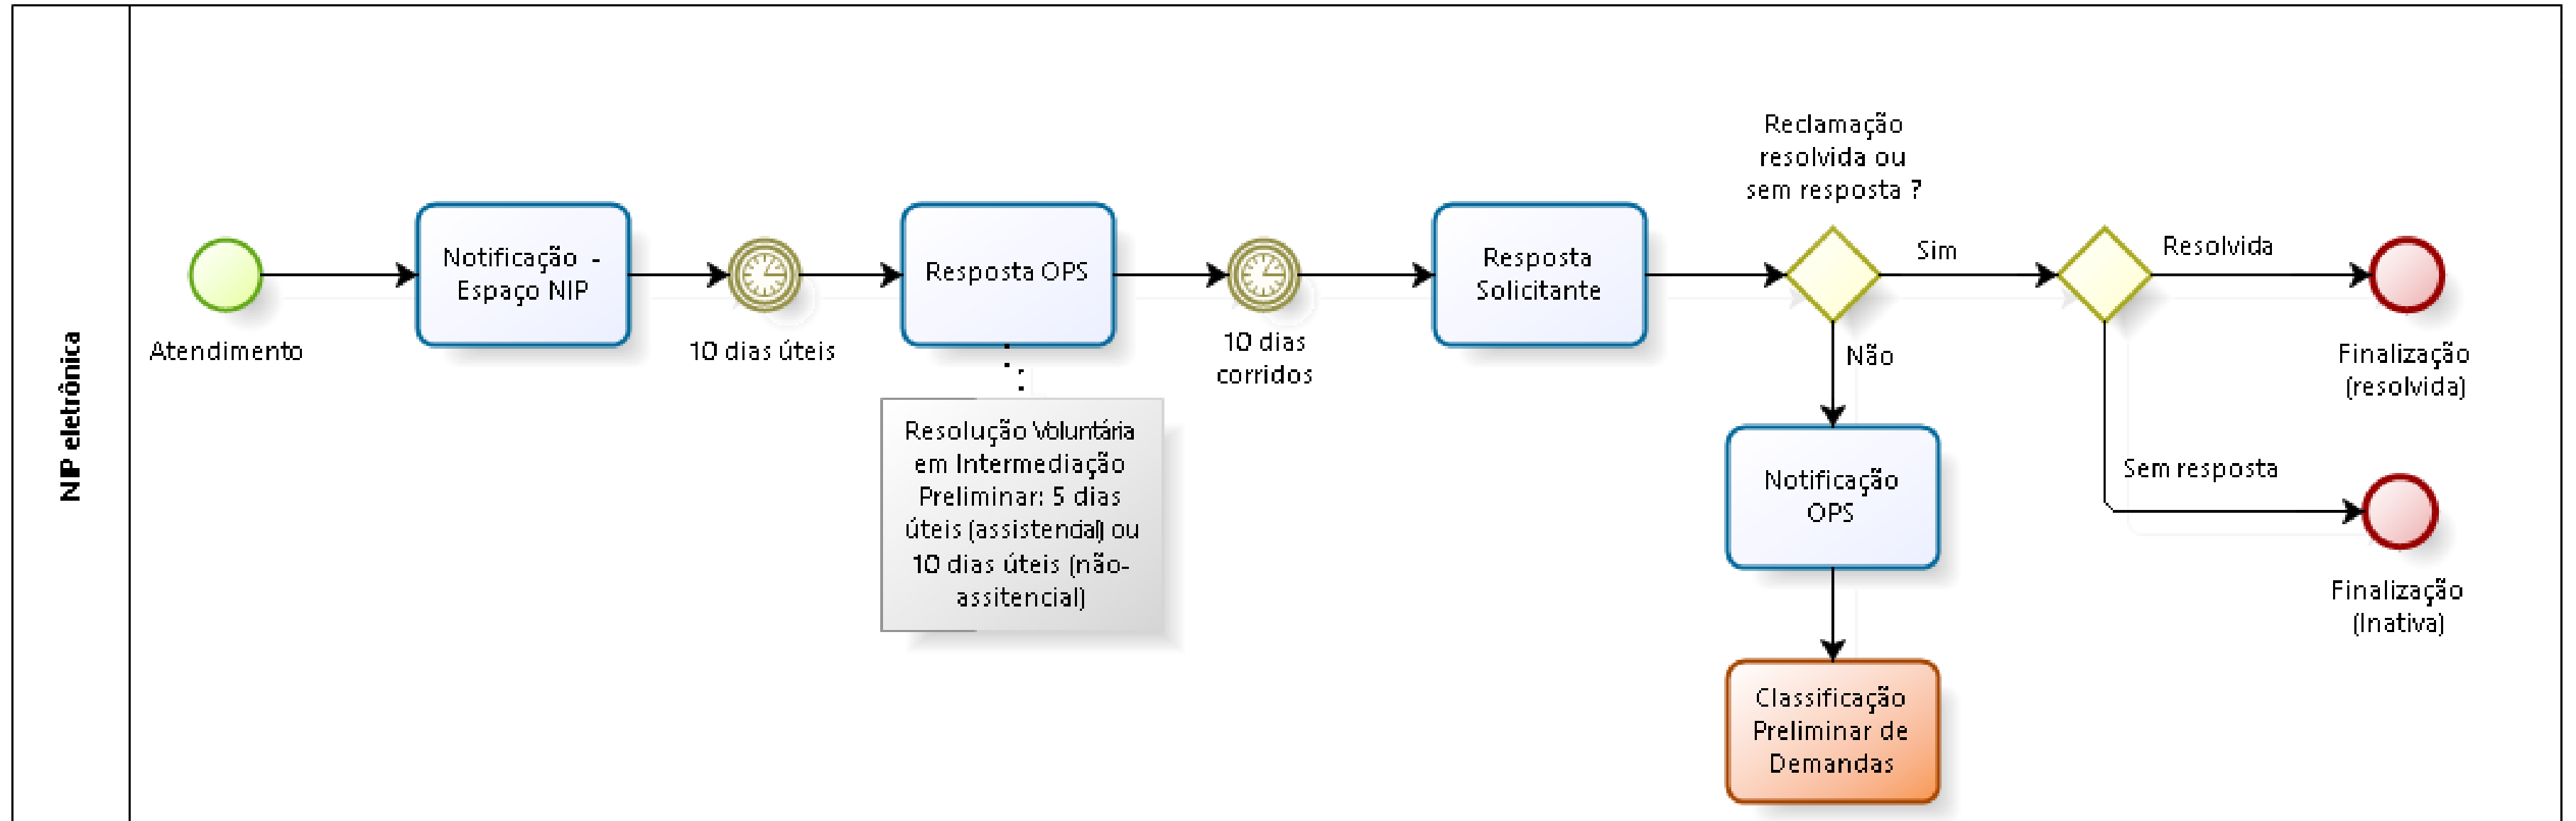 NIP eletrônica
Atendimento
Notificação -
Espaço NIP
10 dias úteis
Resposta OPS
Resolução Voluntária
em Intermediação
Preliminar: 5 dias
úteis (assistencial) ou
10 dias úteis (não-
assitencial)
10 dias
corridos
Resposta
Solicitante
Reclamação
resolvida ou
sem resposta ?
Sim
Não
Notificação
OPS
Classificação
Preliminar de
Demandas
Resolvida
Finalização
(resolvida)
Sem resposta
Finalização
(Inativa)